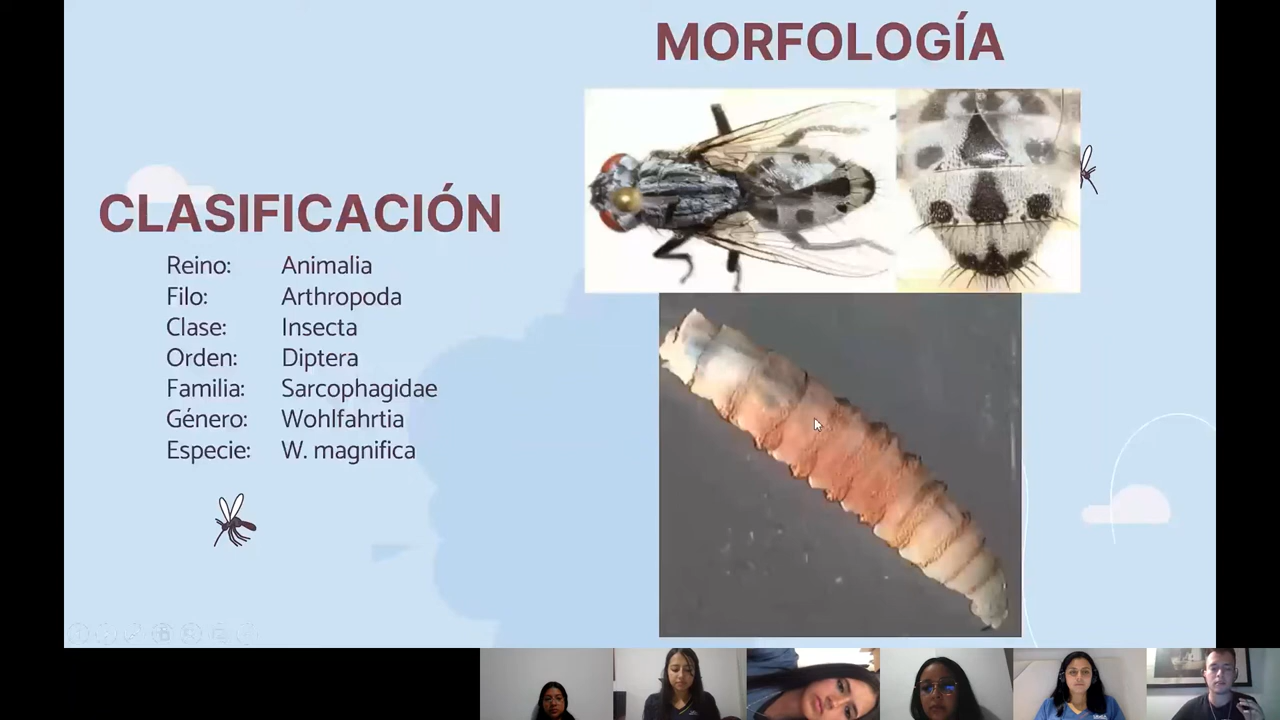 MORFOLOGÍA
CLASIFICACIÓN
Reino: Animalia
Filo: Arthropoda
Clase: Insecta
Orden: Diptera
Familia: Sarcophagidae
Género: Wohlfahrtia
Especie: W. magnifica